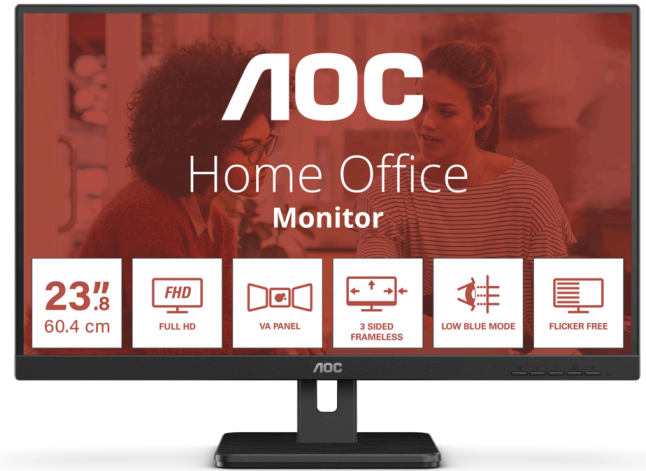 AOC
Home Office
Monitor
23".8
60.4 cm
FHD
FULL HD
VA PANEL
3 SIDED
FRAMELESS
LOW BLUE MODE
FLICKER FREE
AOC